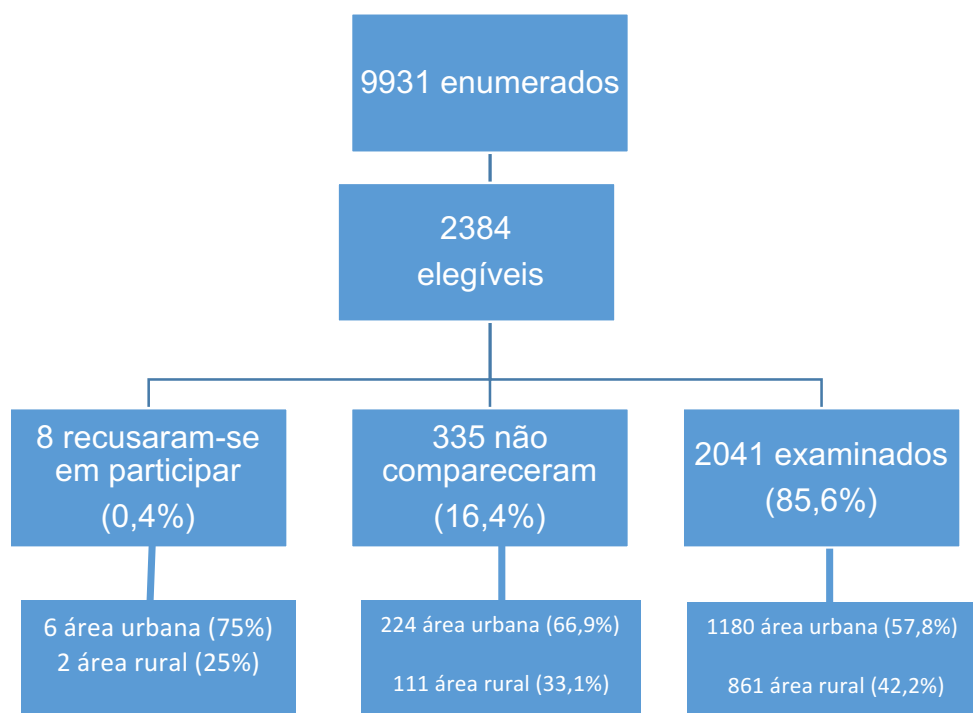 9931 enumerados
2384
elegíveis
8 recusaram-se
em participar
(0,4%)
335 não
compareceram
(16,4%)
2041 examinados
(85,6%)
6 área urbana (75%)
2 área rural (25%)
224 área urbana (66,9%)
111 área rural (33,1%)
1180 área urbana (57,8%)
861 área rural (42,2%)